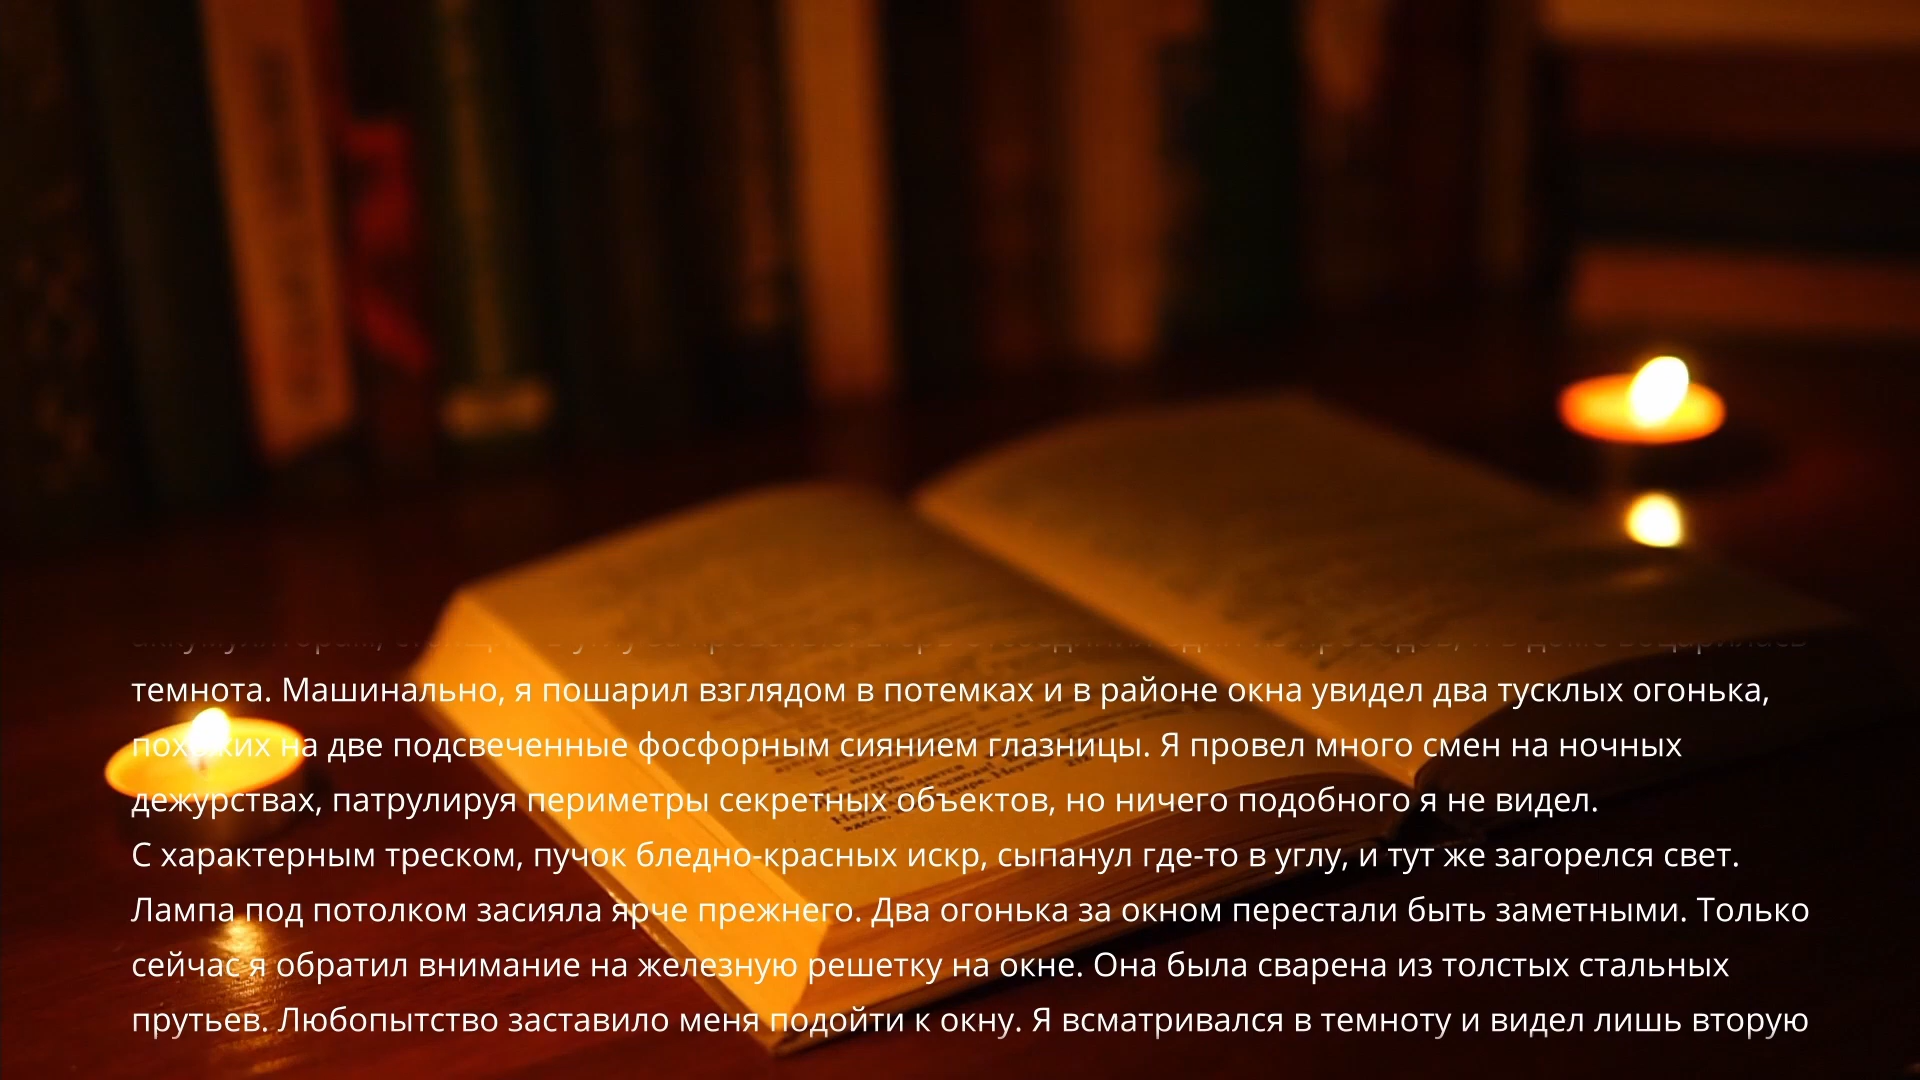 темнота. Машинально, я пошарил взглядом в потемках и в районе окна увидел два тусклых огонька,
похожих на две подсвеченные фосфорным сиянием глазницы. Я провел много смен на ночных
дежурствах, патрулируя периметры секретных объектов, но ничего подобного я не видел.
С характерным треском, пучок бледно-красных искр, сыпанул где-то в углу, и тут же загорелся свет.
Лампа под потолком засияла ярче прежнего. Два огонька за окном перестали быть заметными. Только
сейчас я обратил внимание на железную решетку на окне. Она была сварена из толстых стальных
прутьев. Любопытство заставило меня подойти к окну. Я всматривался в темноту и видел лишь вторую